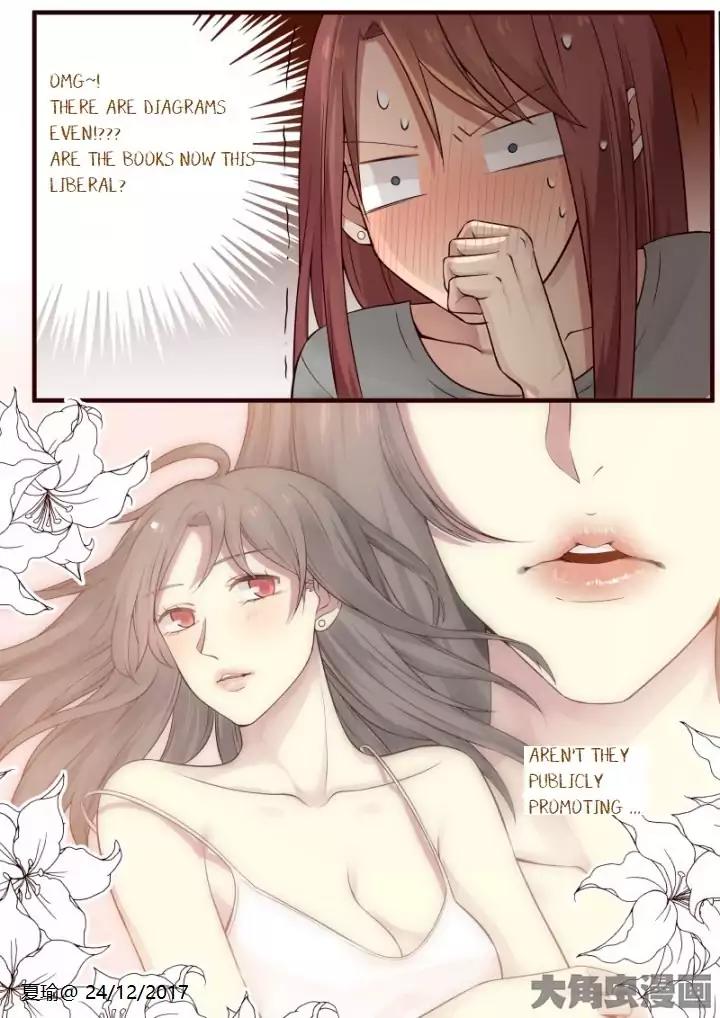 OMG~!
THERE ARE DIAGRAMS
EVEN!???
ARE THE BOOKS NOW THIS
LIBERAL?
AREN'T THEY
PUBLICLY
PROMOTING ...
夏瑜@ 24/12/2017
大角虫漫画